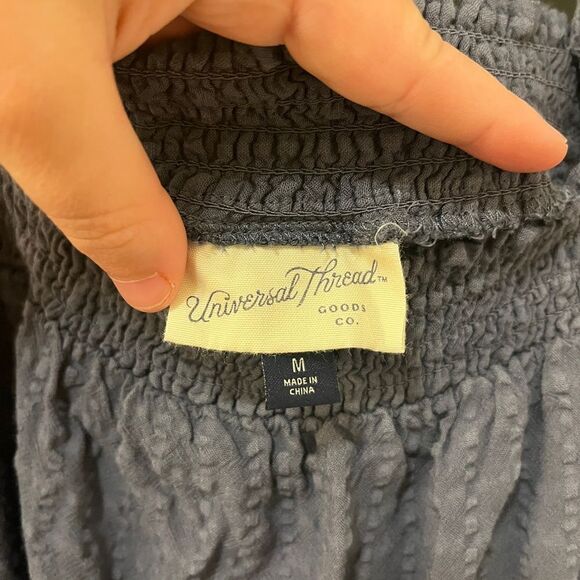 Universal Thread™
GOODS
CO.
M
MADE IN
CHINA